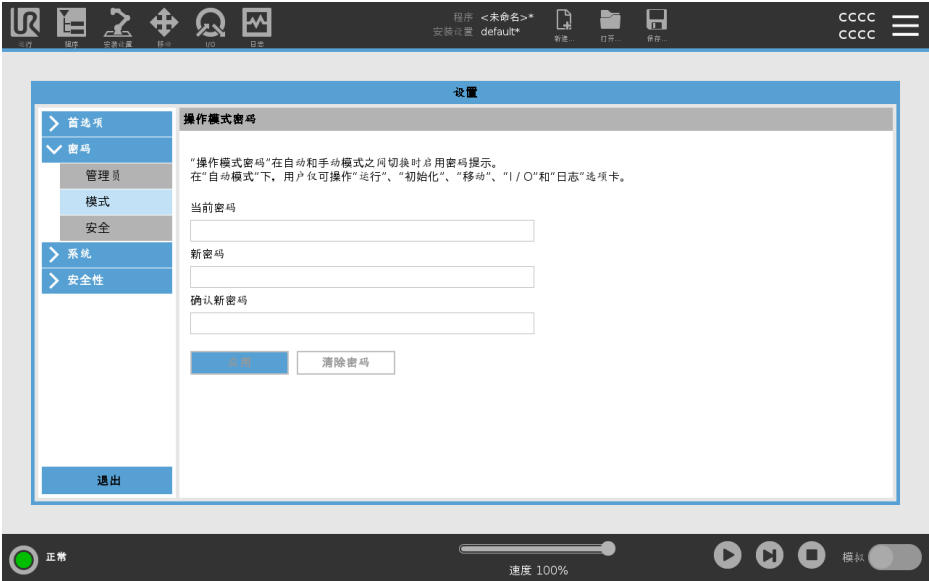 运行 程序 安装设置 移动 I/O 日志
程序 <未命名>*
安装设置 default*
新建... 打开... 保存...
cccc
cccc
设置
首选项
密码
管理员
模式
安全
系统
安全性
退出
操作模式密码
“操作模式密码”在自动和手动模式之间切换时启用密码提示。
在“自动模式”下，用户仅可操作“运行”、“初始化”、“移动”、“I / O”和“日志”选项卡。
当前密码
新密码
确认新密码
清除密码
正常
速度 100%
模拟